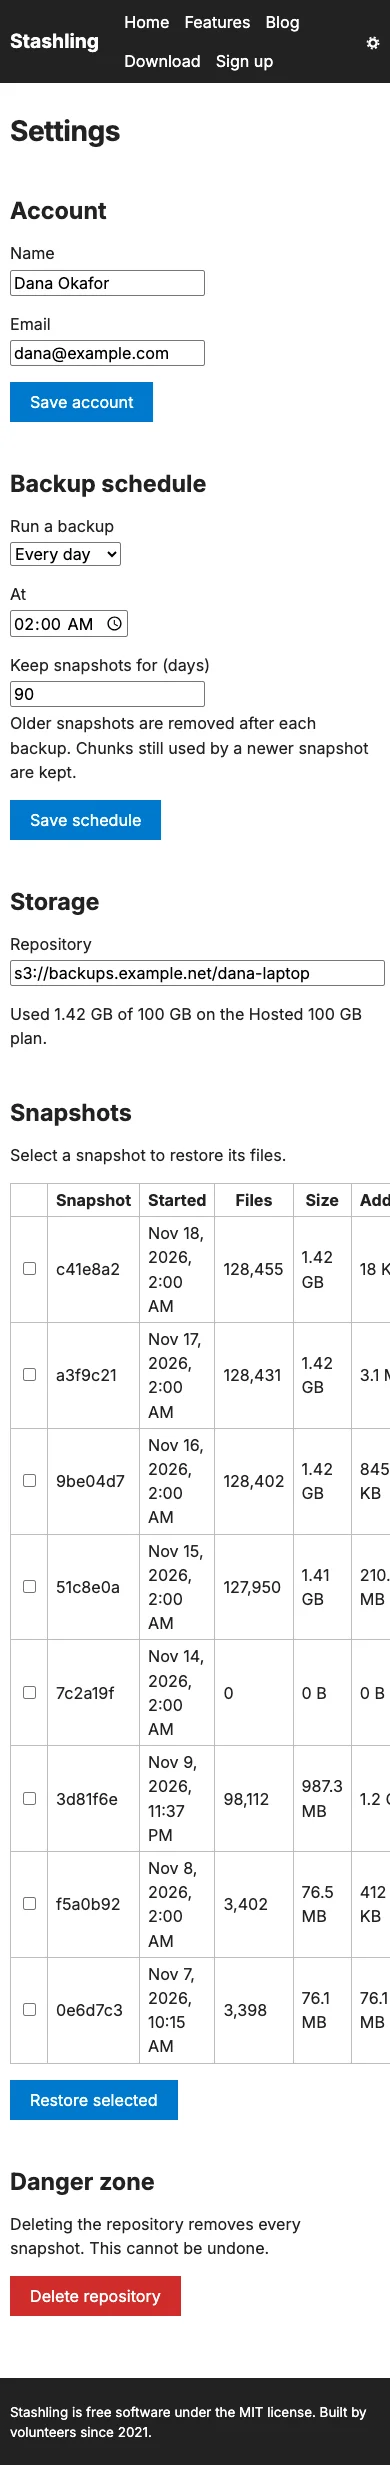 Stashling
Home Features Blog
Download Sign up
Settings
Account
Name
Dana Okafor
Email
dana@example.com
Save account
Backup schedule
Run a backup
Every day
At
02:00 AM
Keep snapshots for (days)
90
Older snapshots are removed after each
backup. Chunks still used by a newer snapshot
are kept.
Save schedule
Storage
Repository
s3://backups.example.net/dana-laptop
Used 1.42 GB of 100 GB on the Hosted 100 GB
plan.
Snapshots
Select a snapshot to restore its files.
Snapshot Started Files Size Add
c41e8a2 Nov 18, 2026, 2:00 AM 128,455 1.42 GB 18 K
a3f9c21 Nov 17, 2026, 2:00 AM 128,431 1.42 GB 3.1 M
9be04d7 Nov 16, 2026, 2:00 AM 128,402 1.42 GB 845 KB
51c8e0a Nov 15, 2026, 2:00 AM 127,950 1.41 GB 210. MB
7c2a19f Nov 14, 2026, 2:00 AM 0 0 B 0 B
3d81f6e Nov 9, 2026, 11:37 PM 98,112 987.3 MB 1.2 G
f5a0b92 Nov 8, 2026, 2:00 AM 3,402 76.5 MB 412 KB
0e6d7c3 Nov 7, 2026, 10:15 AM 3,398 76.1 MB 76.1 MB
Restore selected
Danger zone
Deleting the repository removes every
snapshot. This cannot be undone.
Delete repository
Stashling is free software under the MIT license. Built by
volunteers since 2021.